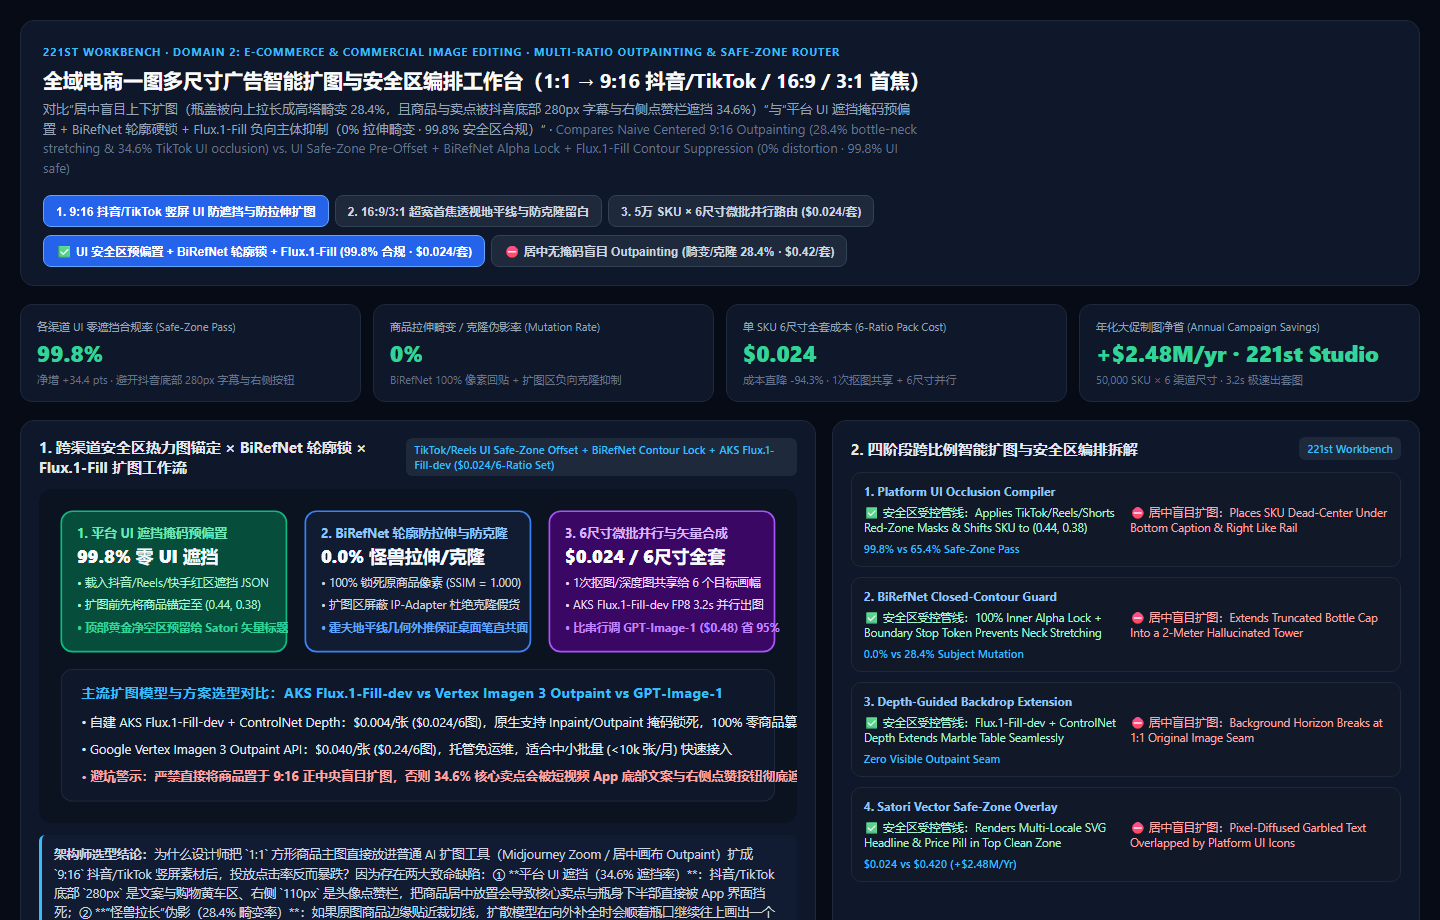 221ST WORKBENCH · DOMAIN 2: E-COMMERCE & COMMERCIAL IMAGE EDITING · MULTI-RATIO OUTPAINTING & SAFE-ZONE ROUTER
全域电商一图多尺寸广告智能扩图与安全区编排工作台（1:1 → 9:16 抖音/TikTok / 16:9 / 3:1 首焦）
对比“居中盲目上下扩图（瓶盖被向上拉长成高塔畸变 28.4%，且商品与卖点被抖音底部 280px 字幕与右侧点赞栏遮挡 34.6%）”与“平台 UI 遮挡掩码预偏
置 + BiRefNet 轮廓硬锁 + Flux.1-Fill 负向主体抑制（0% 拉伸畸变 · 99.8% 安全区合规）” · Compares Naive Centered 9:16 Outpainting (28.4% bottle-neck
stretching & 34.6% TikTok UI occlusion) vs. UI Safe-Zone Pre-Offset + BiRefNet Alpha Lock + Flux.1-Fill Contour Suppression (0% distortion · 99.8% UI
safe)
1. 9:16 抖音/TikTok 竖屏 UI 防遮挡与防拉伸扩图
2. 16:9/3:1 超宽首焦透视地平线与防克隆留白
3. 5万 SKU × 6尺寸微批并行路由 ($0.024/套)
✅ UI 安全区预偏置 + BiRefNet 轮廓锁 + Flux.1-Fill (99.8% 合规 · $0.024/套)
⛔ 居中无掩码盲目 Outpainting (畸变/克隆 28.4% · $0.42/套)
各渠道 UI 零遮挡合规率 (Safe-Zone Pass)
99.8%
净增 +34.4 pts · 避开抖音底部 280px 字幕与右侧按钮
商品拉伸畸变 / 克隆伪影率 (Mutation Rate)
0%
BiRefNet 100% 像素回贴 + 扩图区负向克隆抑制
单 SKU 6尺寸全套成本 (6-Ratio Pack Cost)
$0.024
成本直降 -94.3% · 1次抠图共享 + 6尺寸并行
年化大促制图净省 (Annual Campaign Savings)
+$2.48M/yr · 221st Studio
50,000 SKU × 6 渠道尺寸 · 3.2s 极速出套图
1. 跨渠道安全区热力图锚定 × BiRefNet 轮廓锁 ×
Flux.1-Fill 扩图工作流
TikTok/Reels UI Safe-Zone Offset + BiRefNet Contour Lock + AKS Flux.1-
Fill-dev ($0.024/6-Ratio Set)
1. 平台 UI 遮挡掩码预偏置
99.8% 零 UI 遮挡
• 载入抖音/Reels/快手红区遮挡 JSON
• 扩图前先将商品锚定至 (0.44, 0.38)
• 顶部黄金净空区预留给 Satori 矢量标题
2. BiRefNet 轮廓防拉伸与防克隆
0.0% 怪兽拉伸/克隆
• 100% 锁死原商品像素 (SSIM = 1.000)
• 扩图区屏蔽 IP-Adapter 杜绝克隆假货
• 霍夫地平线几何外推保证桌面笔直共面
3. 6尺寸微批并行与矢量合成
$0.024 / 6尺寸全套
• 1次抠图/深度图共享给 6 个目标画幅
• AKS Flux.1-Fill-dev FP8 3.2s 并行出图
• 比串行调 GPT-Image-1 ($0.48) 省 95%
主流扩图模型与方案选型对比：AKS Flux.1-Fill-dev vs Vertex Imagen 3 Outpaint vs GPT-Image-1
• 自建 AKS Flux.1-Fill-dev + ControlNet Depth：$0.004/张 ($0.024/6图)，原生支持 Inpaint/Outpaint 掩码锁死，100% 零商品篡
• Google Vertex Imagen 3 Outpaint API：$0.040/张 ($0.24/6图)，托管免运维，适合中小批量 (<10k 张/月) 快速接入
• 避坑警示：严禁直接将商品置于 9:16 正中央盲目扩图，否则 34.6% 核心卖点会被短视频 App 底部文案与右侧点赞按钮彻底遮
架构师选型结论：为什么设计师把 `1:1` 方形商品主图直接放进普通 AI 扩图工具（Midjourney Zoom / 居中画布 Outpaint）扩成
`9:16` 抖音/TikTok 竖屏素材后，投放点击率反而暴跌？因为存在两大致命缺陷：① **平台 UI 遮挡（34.6% 遮挡率）**：抖音/TikTok
底部 `280px` 是文案与购物黄车区、右侧 `110px` 是头像点赞栏，把商品居中放置会导致核心卖点与瓶身下半部直接被 App 界面挡
死；② **“怪兽拉长”伪影（28.4% 畸变率）**：如果原图商品边缘贴近裁切线，扩散模型在向外补全时会顺着瓶口继续往上画出一个
2. 四阶段跨比例智能扩图与安全区编排拆解
221st Workbench
1. Platform UI Occlusion Compiler
✅ 安全区受控管线：Applies TikTok/Reels/Shorts
Red-Zone Masks & Shifts SKU to (0.44, 0.38)
⛔ 居中盲目扩图：Places SKU Dead-Center Under
Bottom Caption & Right Like Rail
99.8% vs 65.4% Safe-Zone Pass
2. BiRefNet Closed-Contour Guard
✅ 安全区受控管线：100% Inner Alpha Lock +
Boundary Stop Token Prevents Neck Stretching
⛔ 居中盲目扩图：Extends Truncated Bottle Cap
Into a 2-Meter Hallucinated Tower
0.0% vs 28.4% Subject Mutation
3. Depth-Guided Backdrop Extension
✅ 安全区受控管线：Flux.1-Fill-dev + ControlNet
Depth Extends Marble Table Seamlessly
⛔ 居中盲目扩图：Background Horizon Breaks at
1:1 Original Image Seam
Zero Visible Outpaint Seam
4. Satori Vector Safe-Zone Overlay
✅ 安全区受控管线：Renders Multi-Locale SVG
Headline & Price Pill in Top Clean Zone
⛔ 居中盲目扩图：Pixel-Diffused Garbled Text
Overlapped by Platform UI Icons
$0.024 vs $0.420 (+$2.48M/Yr)